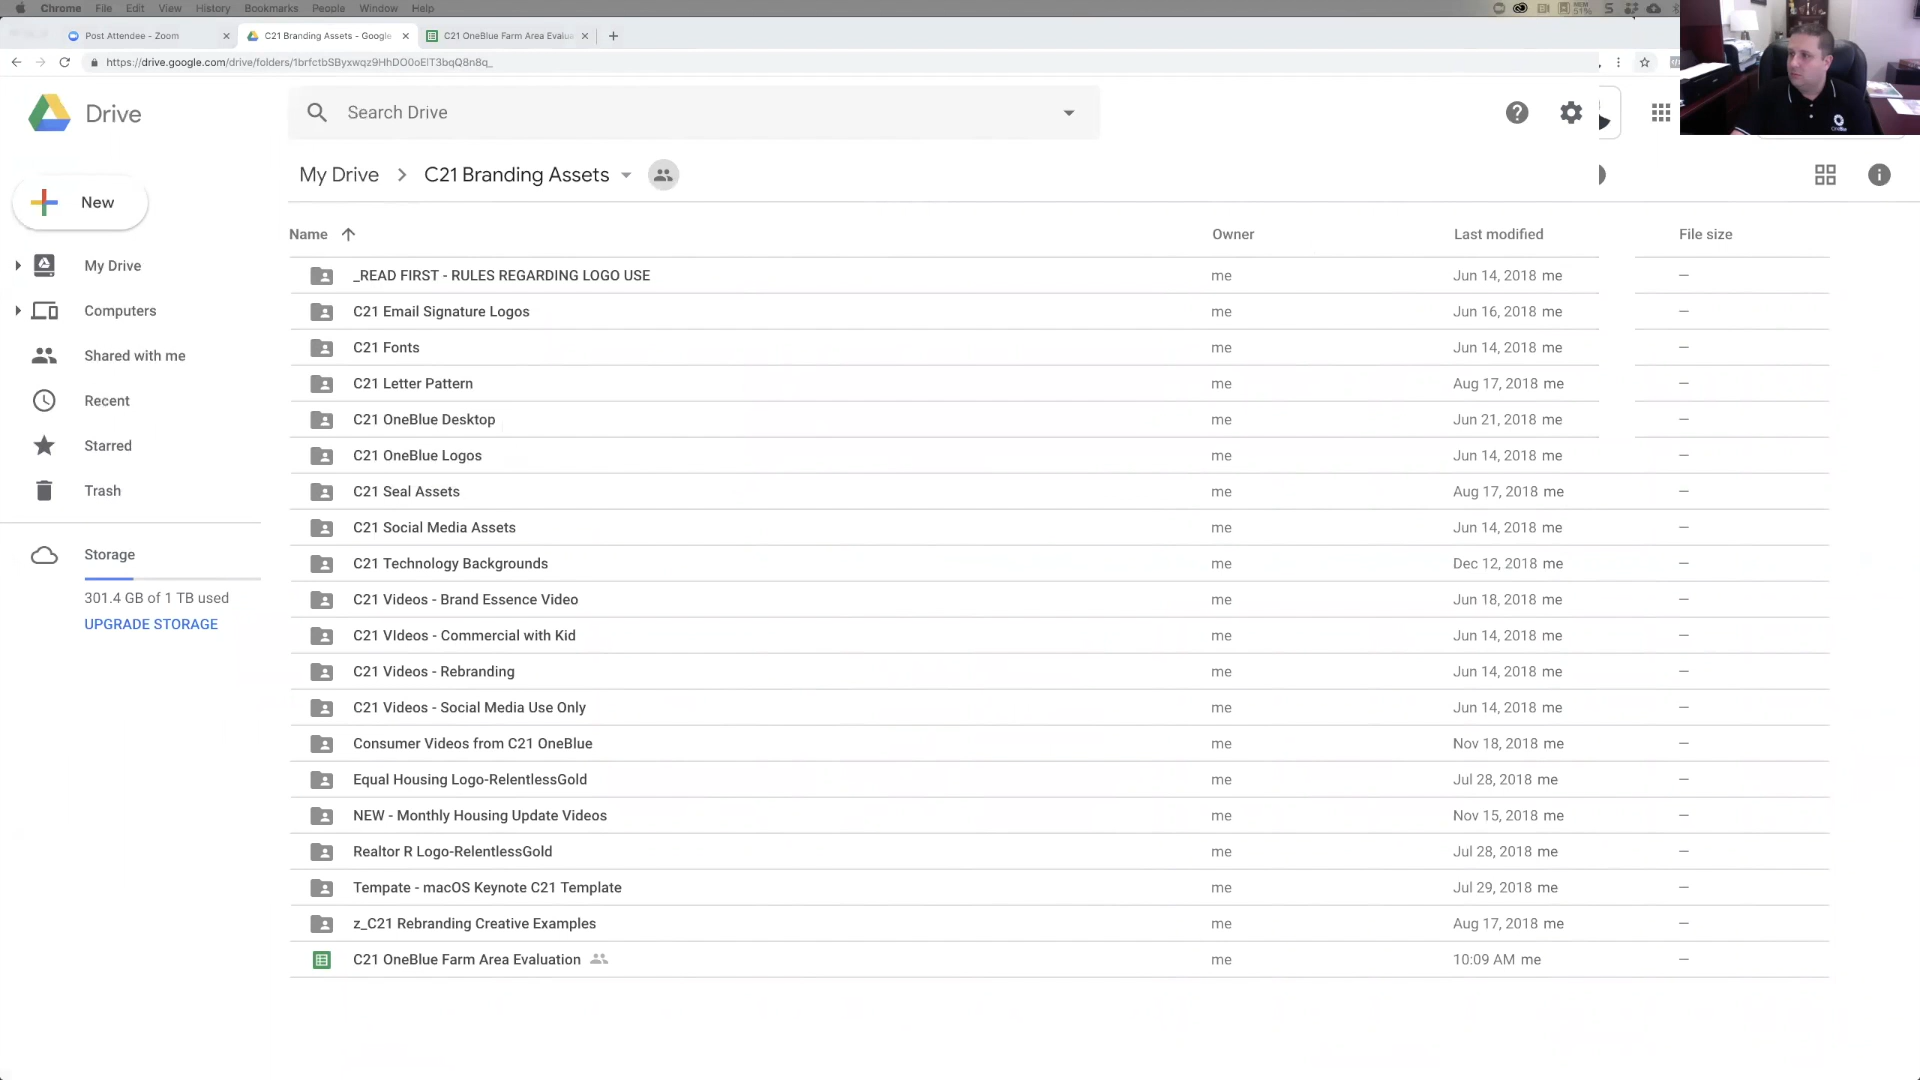 Chrome File Edit View History Bookmarks People Window Help 51%
Post Attendee - Zoom
C21 Branding Assets - Google
C21 OneBlue Farm Area Evalua
https://drive.google.com/drive/folders/1brfctbSByxwqz9HhDO0oElT3bqQ8n8q_
Drive
Search Drive
My Drive
C21 Branding Assets
New
My Drive
Computers
Shared with me
Recent
Starred
Trash
Storage
301.4 GB of 1 TB used
UPGRADE STORAGE
Name Owner Last modified File size
_READ FIRST - RULES REGARDING LOGO USE me Jun 14, 2018 me —
C21 Email Signature Logos me Jun 16, 2018 me —
C21 Fonts me Jun 14, 2018 me —
C21 Letter Pattern me Aug 17, 2018 me —
C21 OneBlue Desktop me Jun 21, 2018 me —
C21 OneBlue Logos me Jun 14, 2018 me —
C21 Seal Assets me Aug 17, 2018 me —
C21 Social Media Assets me Jun 14, 2018 me —
C21 Technology Backgrounds me Dec 12, 2018 me —
C21 Videos - Brand Essence Video me Jun 18, 2018 me —
C21 VIdeos - Commercial with Kid me Jun 14, 2018 me —
C21 Videos - Rebranding me Jun 14, 2018 me —
C21 Videos - Social Media Use Only me Jun 14, 2018 me —
Consumer Videos from C21 OneBlue me Nov 18, 2018 me —
Equal Housing Logo-RelentlessGold me Jul 28, 2018 me —
NEW - Monthly Housing Update Videos me Nov 15, 2018 me —
Realtor R Logo-RelentlessGold me Jul 28, 2018 me —
Tempate - macOS Keynote C21 Template me Jul 29, 2018 me —
z_C21 Rebranding Creative Examples me Aug 17, 2018 me —
C21 OneBlue Farm Area Evaluation me 10:09 AM me —